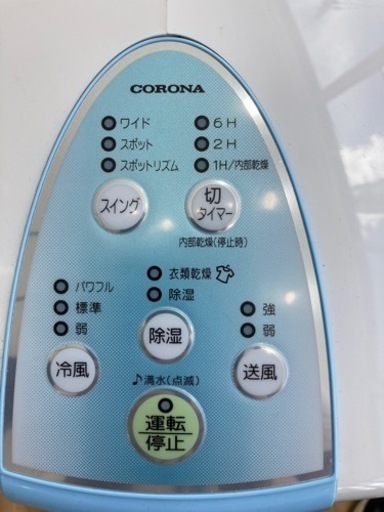 CORONA
ワイド
スポット
スポットリズム
スイング
6H
2H
1H/内部乾燥
切
タイマー
内部乾燥(停止時)
パワフル
標準
弱
冷風
衣類乾燥
除湿
除湿
強
弱
送風
♪満水(点滅)
運転
停止